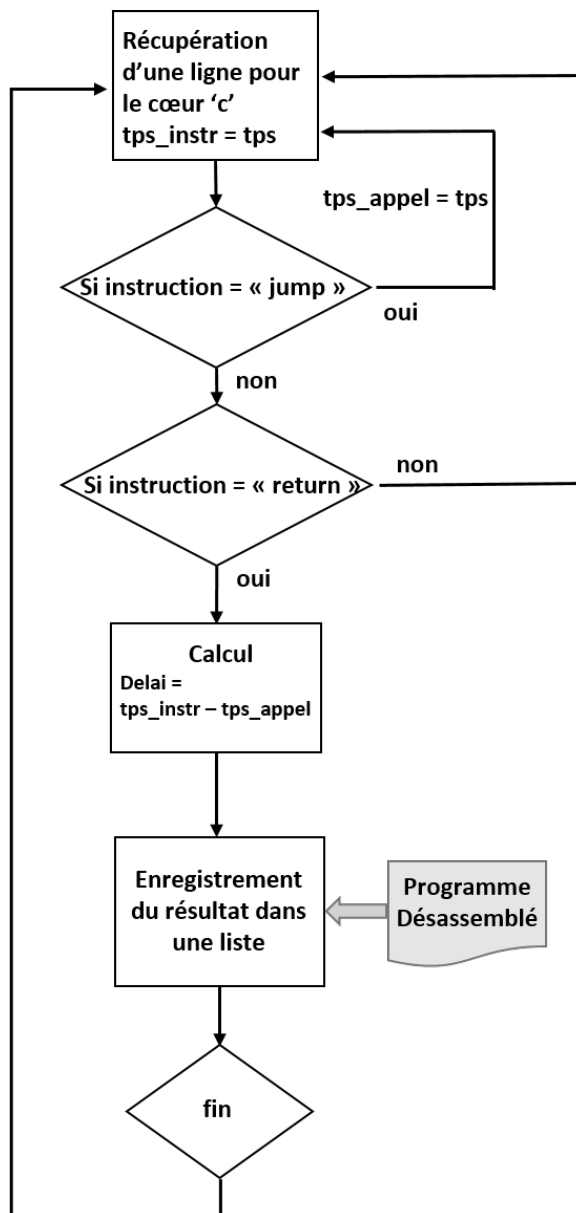 Récupération
d’une ligne pour
le cœur ‘c’
tps_instr = tps
tps_appel = tps
Si instruction = « jump »
oui
non
Si instruction = « return »
non
oui
Calcul
Delai =
tps_instr – tps_appel
Enregistrement
du résultat dans
une liste
Programme
Désassemblé
fin